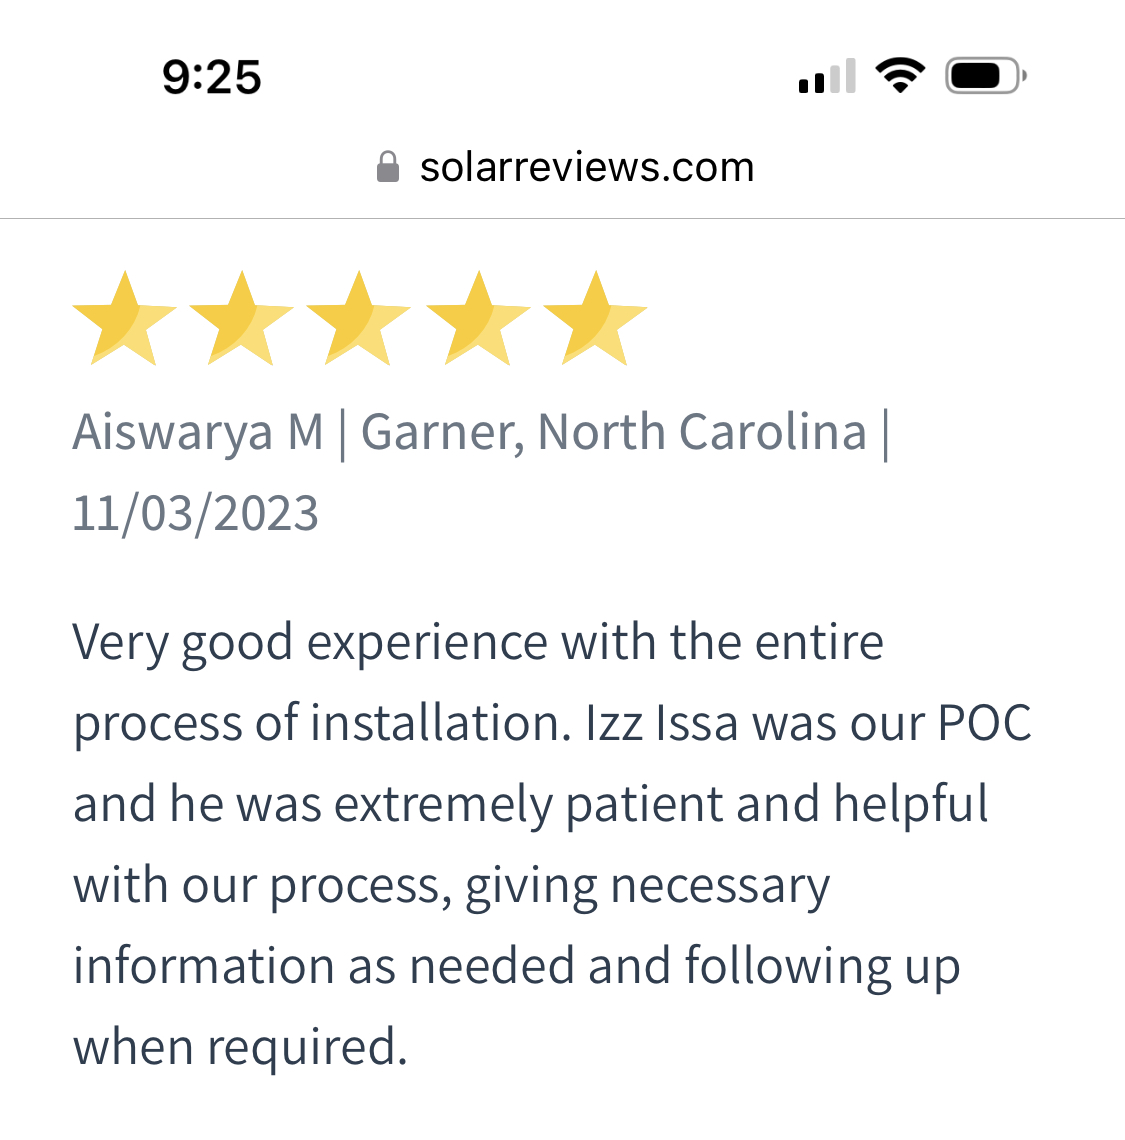 9:25
solarreviews.com
Aiswarya M | Garner, North Carolina |
11/03/2023
Very good experience with the entire
process of installation. Izz Issa was our POC
and he was extremely patient and helpful
with our process, giving necessary
information as needed and following up
when required.